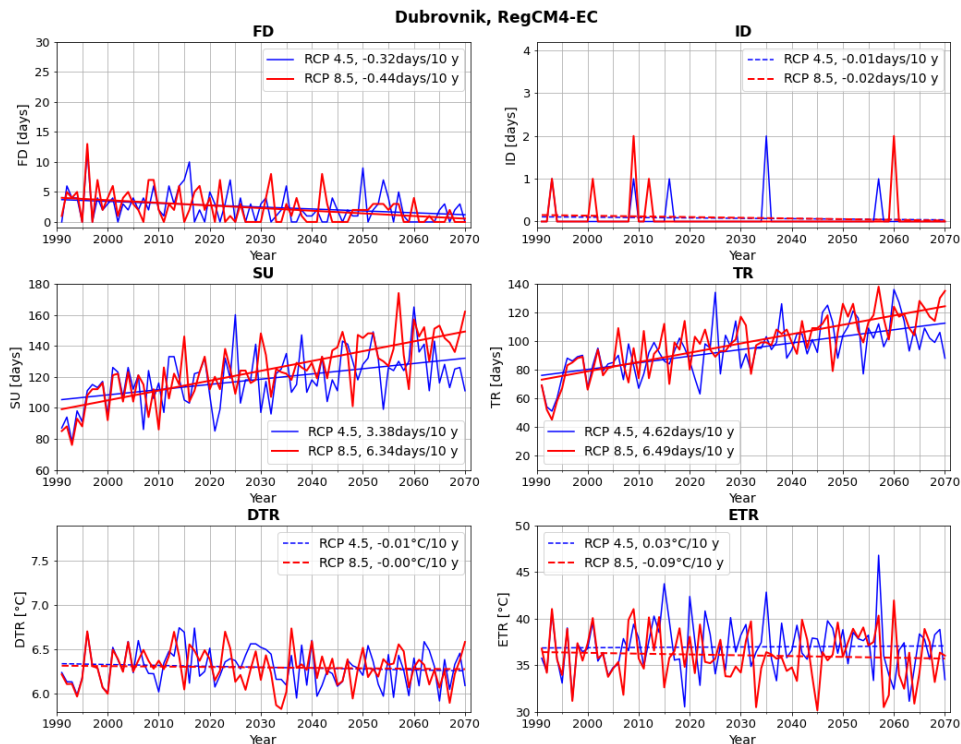 Dubrovnik, RegCM4-EC
FD
30
25
20
15
10
5
0
FD [days]
RCP 4.5, -0.32days/10 y
RCP 8.5, -0.44days/10 y
1990 2000 2010 2020 2030 2040 2050 2060 2070
Year
ID
4
3
2
1
0
ID [days]
RCP 4.5, -0.01days/10 y
RCP 8.5, -0.02days/10 y
1990 2000 2010 2020 2030 2040 2050 2060 2070
Year
SU
180
160
140
120
100
80
60
SU [days]
RCP 4.5, 3.38days/10 y
RCP 8.5, 6.34days/10 y
1990 2000 2010 2020 2030 2040 2050 2060 2070
Year
TR
140
120
100
80
60
40
20
TR [days]
RCP 4.5, 4.62days/10 y
RCP 8.5, 6.49days/10 y
1990 2000 2010 2020 2030 2040 2050 2060 2070
Year
DTR
7.5
7.0
6.5
6.0
DTR [°C]
RCP 4.5, -0.01°C/10 y
RCP 8.5, -0.00°C/10 y
1990 2000 2010 2020 2030 2040 2050 2060 2070
Year
ETR
50
45
40
35
30
ETR [°C]
RCP 4.5, 0.03°C/10 y
RCP 8.5, -0.09°C/10 y
1990 2000 2010 2020 2030 2040 2050 2060 2070
Year